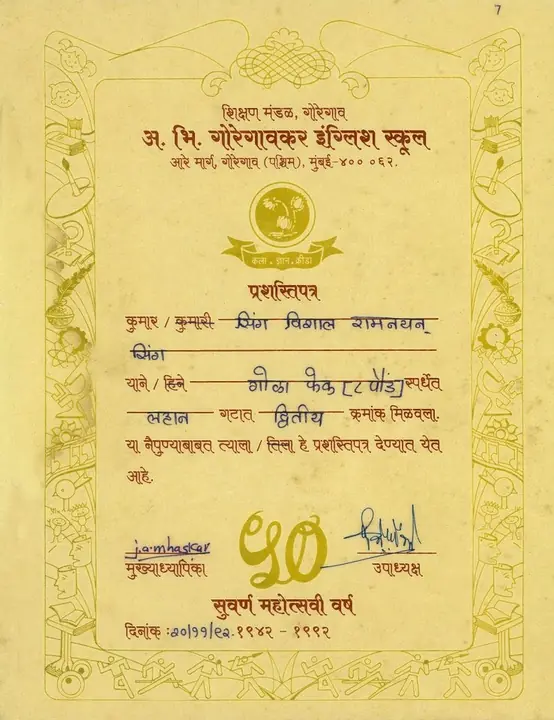 7
शिक्षण मंडळ, गोरेगाव
अ. भि. गोरेगावकर इंग्लिश स्कूल
आरे मार्ग, गोरेगाव (पश्चिम), मुंबई-४०० ०६२.
कला . ज्ञान . क्रीडा
प्रशस्तिपत्र
कुमार / कुमारी सिंग विशाल रामनयन्
सिंग
याने / हिने गोळा फेक [८ पौंड] स्पर्धेत
लहान गटात द्वितीय क्रमांक मिळवला.
या नैपुण्याबाबत त्याला / तिला हे प्रशस्तिपत्र देण्यात येत
आहे.
j.a.mhaskar
५०
मुख्याध्यापिका उपाध्यक्ष
सुवर्ण महोत्सवी वर्ष
दिनांक : २०/११/९२. १९४२ - १९९२